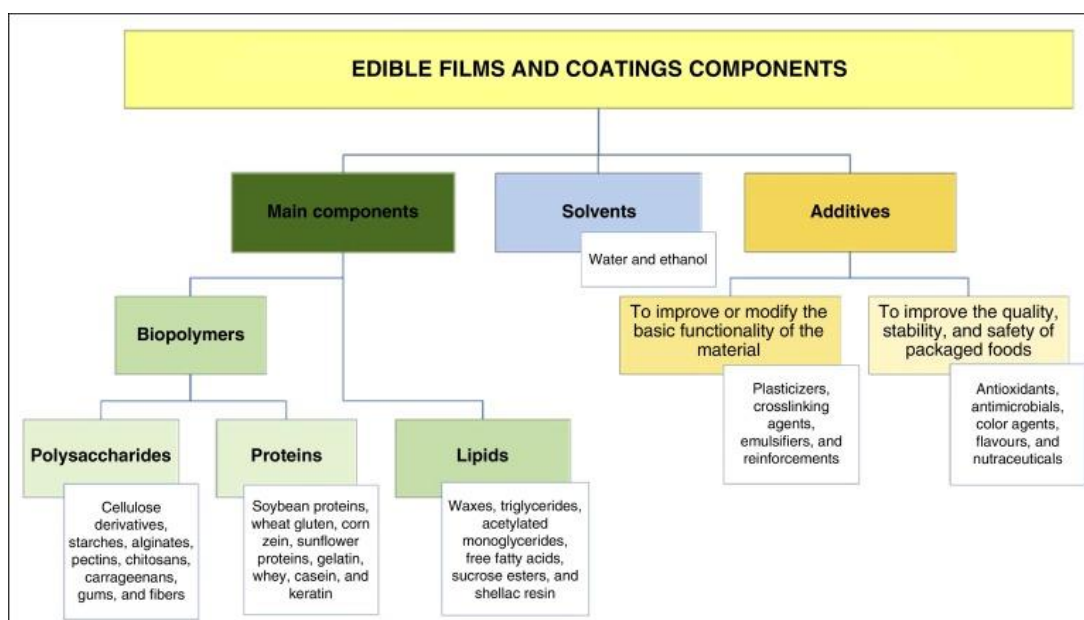 EDIBLE FILMS AND COATINGS COMPONENTS
Main components
Solvents
Additives
Water and ethanol
Biopolymers
To improve or modify the
basic functionality of the
material
To improve the quality,
stability, and safety of
packaged foods
Plasticizers,
crosslinking
agents,
emulsifiers, and
reinforcements
Antioxidants,
antimicrobials,
color agents,
flavours, and
nutraceuticals
Polysaccharides
Proteins
Lipids
Cellulose
derivatives,
starches, alginates,
pectins, chitosans,
carrageenans,
gums, and fibers
Soybean proteins,
wheat gluten, corn
zein, sunflower
proteins, gelatin,
whey, casein, and
keratin
Waxes, triglycerides,
acetylated
monoglycerides,
free fatty acids,
sucrose esters, and
shellac resin